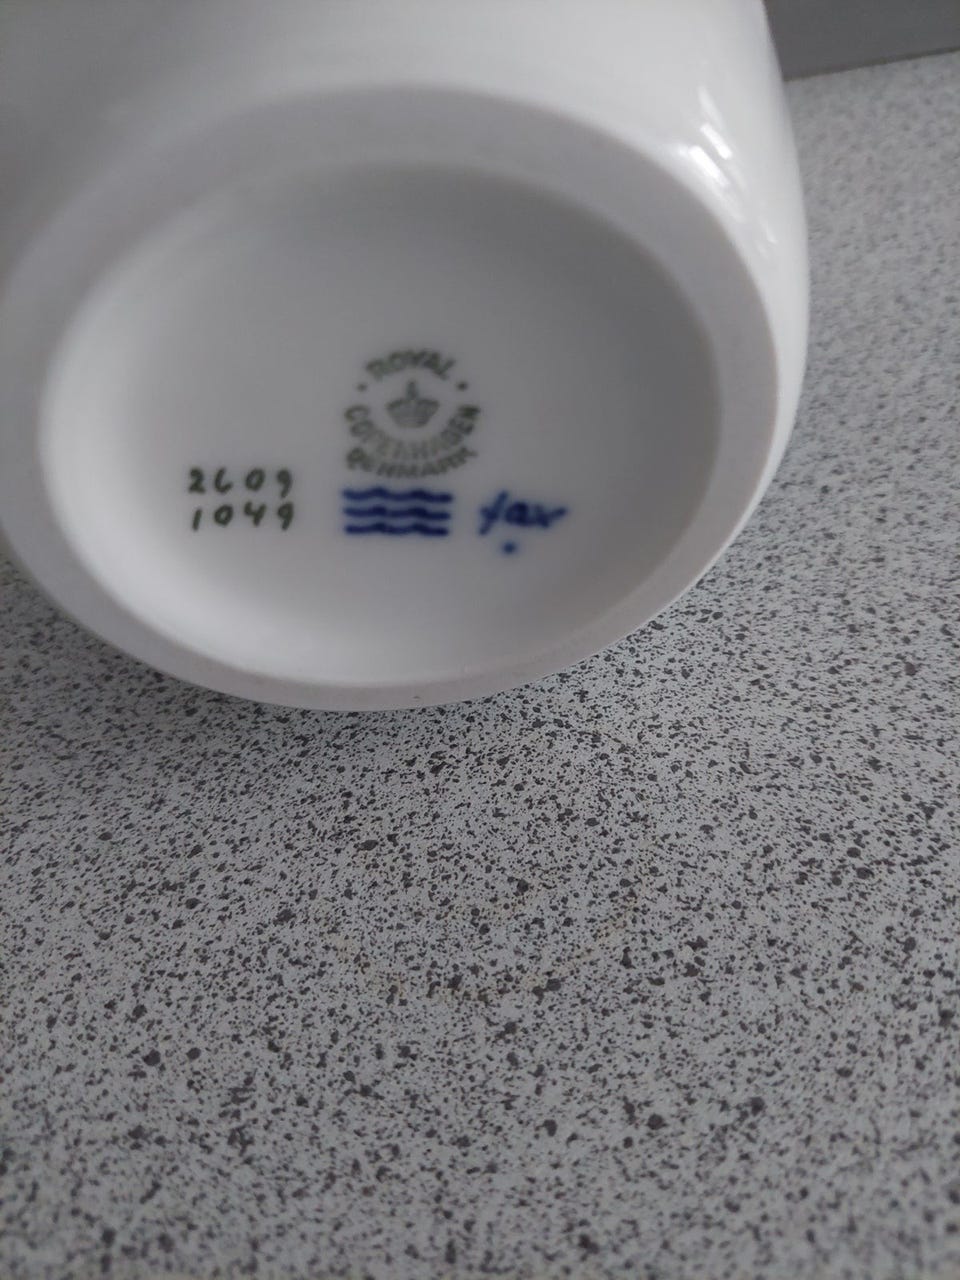 ROYAL
COPENHAGEN
DENMARK
2609
1049